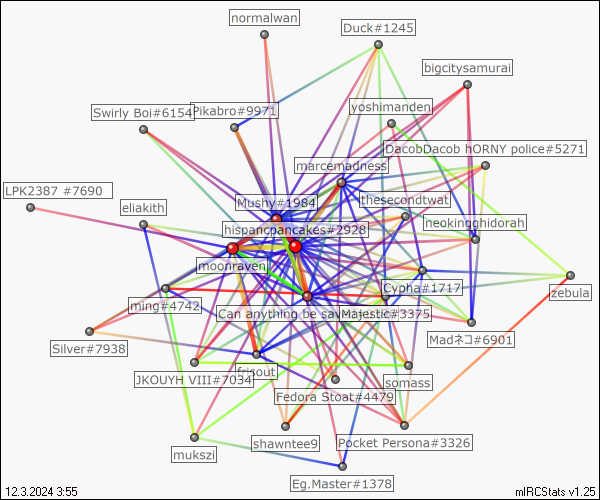 normalwan
Duck#1245
bigcitysamurai
Swirly Boi#6154
Pikabro#9971
yoshimanden
DacobDacob hORNY police#5271
marcemadness
LPK2387 #7690
eliakith
Mushy#1984
thesecondtwat
neokingghidorah
hispancpancakes#2928
moonraven
Cypha#1717
zebula
ming#4742
Can anything be sav
Majestic#3375
Madネコ#6901
Silver#7938
JKOUYH VIII#7034
frisout
somass
Fedora Stoat#4479
mukszi
shawntee9
Pocket Persona#3326
Eg.Master#1378
12.3.2024 3:55
mIRCStats v1.25